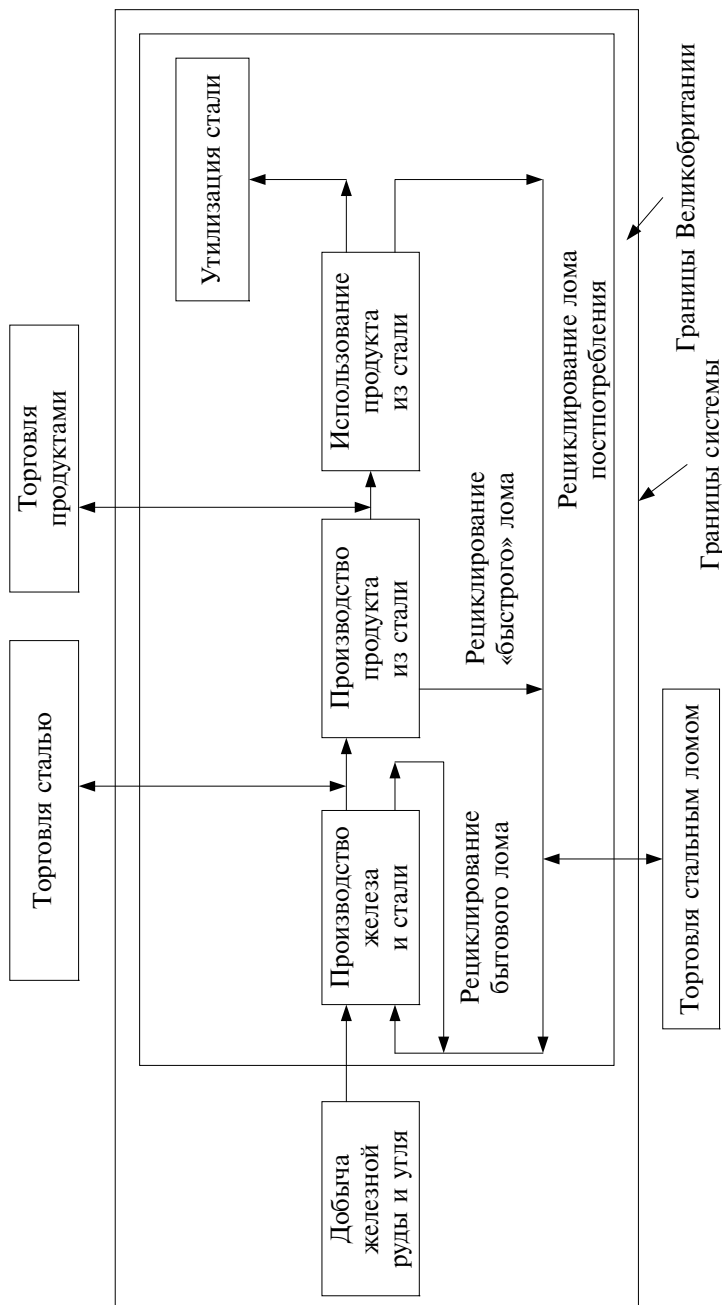 Торговля сталью
Торговля
продуктами
Добыча
железной
руды и угля
Производство
железа
и стали
Производство
продукта
из стали
Использование
продукта
из стали
Утилизация стали
Рециклирование
бытового лома
Рециклирование
«быстрого» лома
Рециклирование лома
постпотребления
Торговля стальным ломом
Границы системы
Границы Великобритании